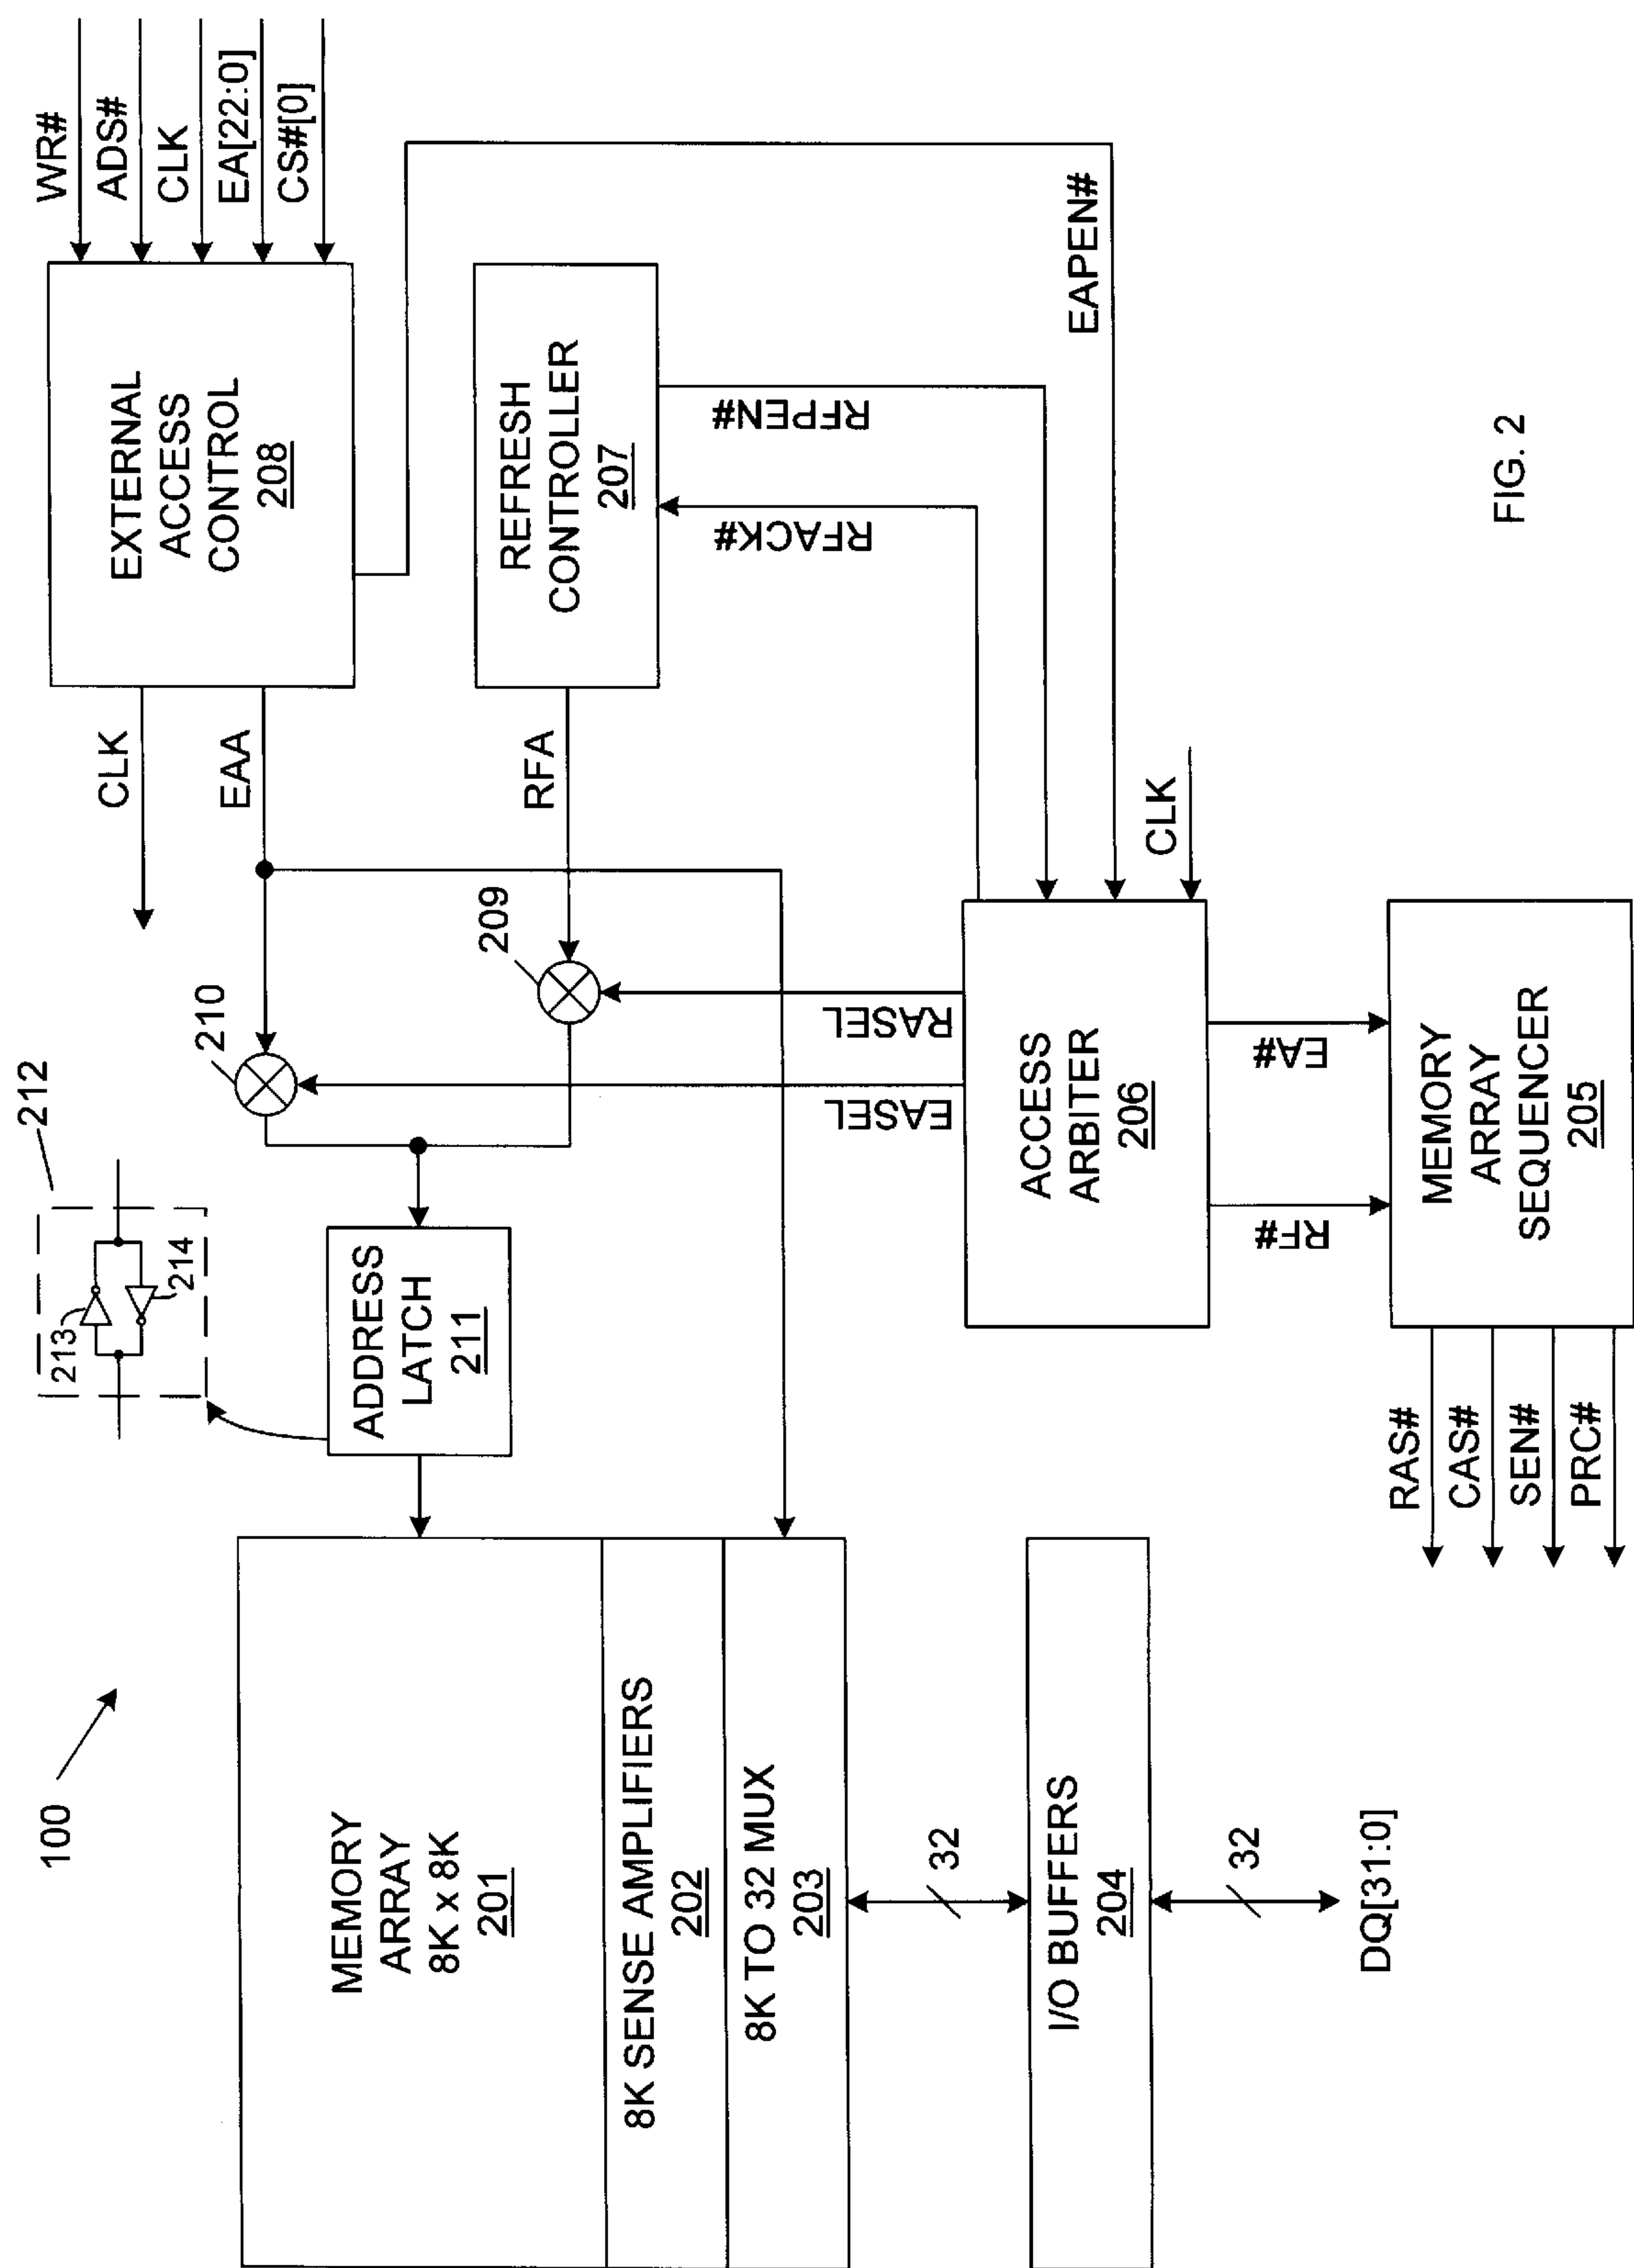 100
MEMORY
ARRAY
8K x 8K
201
8K SENSE AMPLIFIERS
202
8K TO 32 MUX
203
32
I/O BUFFERS
204
32
DQ[31:0]
212
213
214
ADDRESS
LATCH
211
210
209
CLK
EAA
RFA
EXTERNAL
ACCESS
CONTROL
208
WR#
ADS#
CLK
EA[22:0]
CS#[0]
REFRESH
CONTROLLER
207
RFACK#
RFPEN#
EAPEN#
EASEL
RASEL
CLK
ACCESS
ARBITER
206
RF#
EA#
MEMORY
ARRAY
SEQUENCER
205
RAS#
CAS#
SEN#
PRC#
FIG. 2